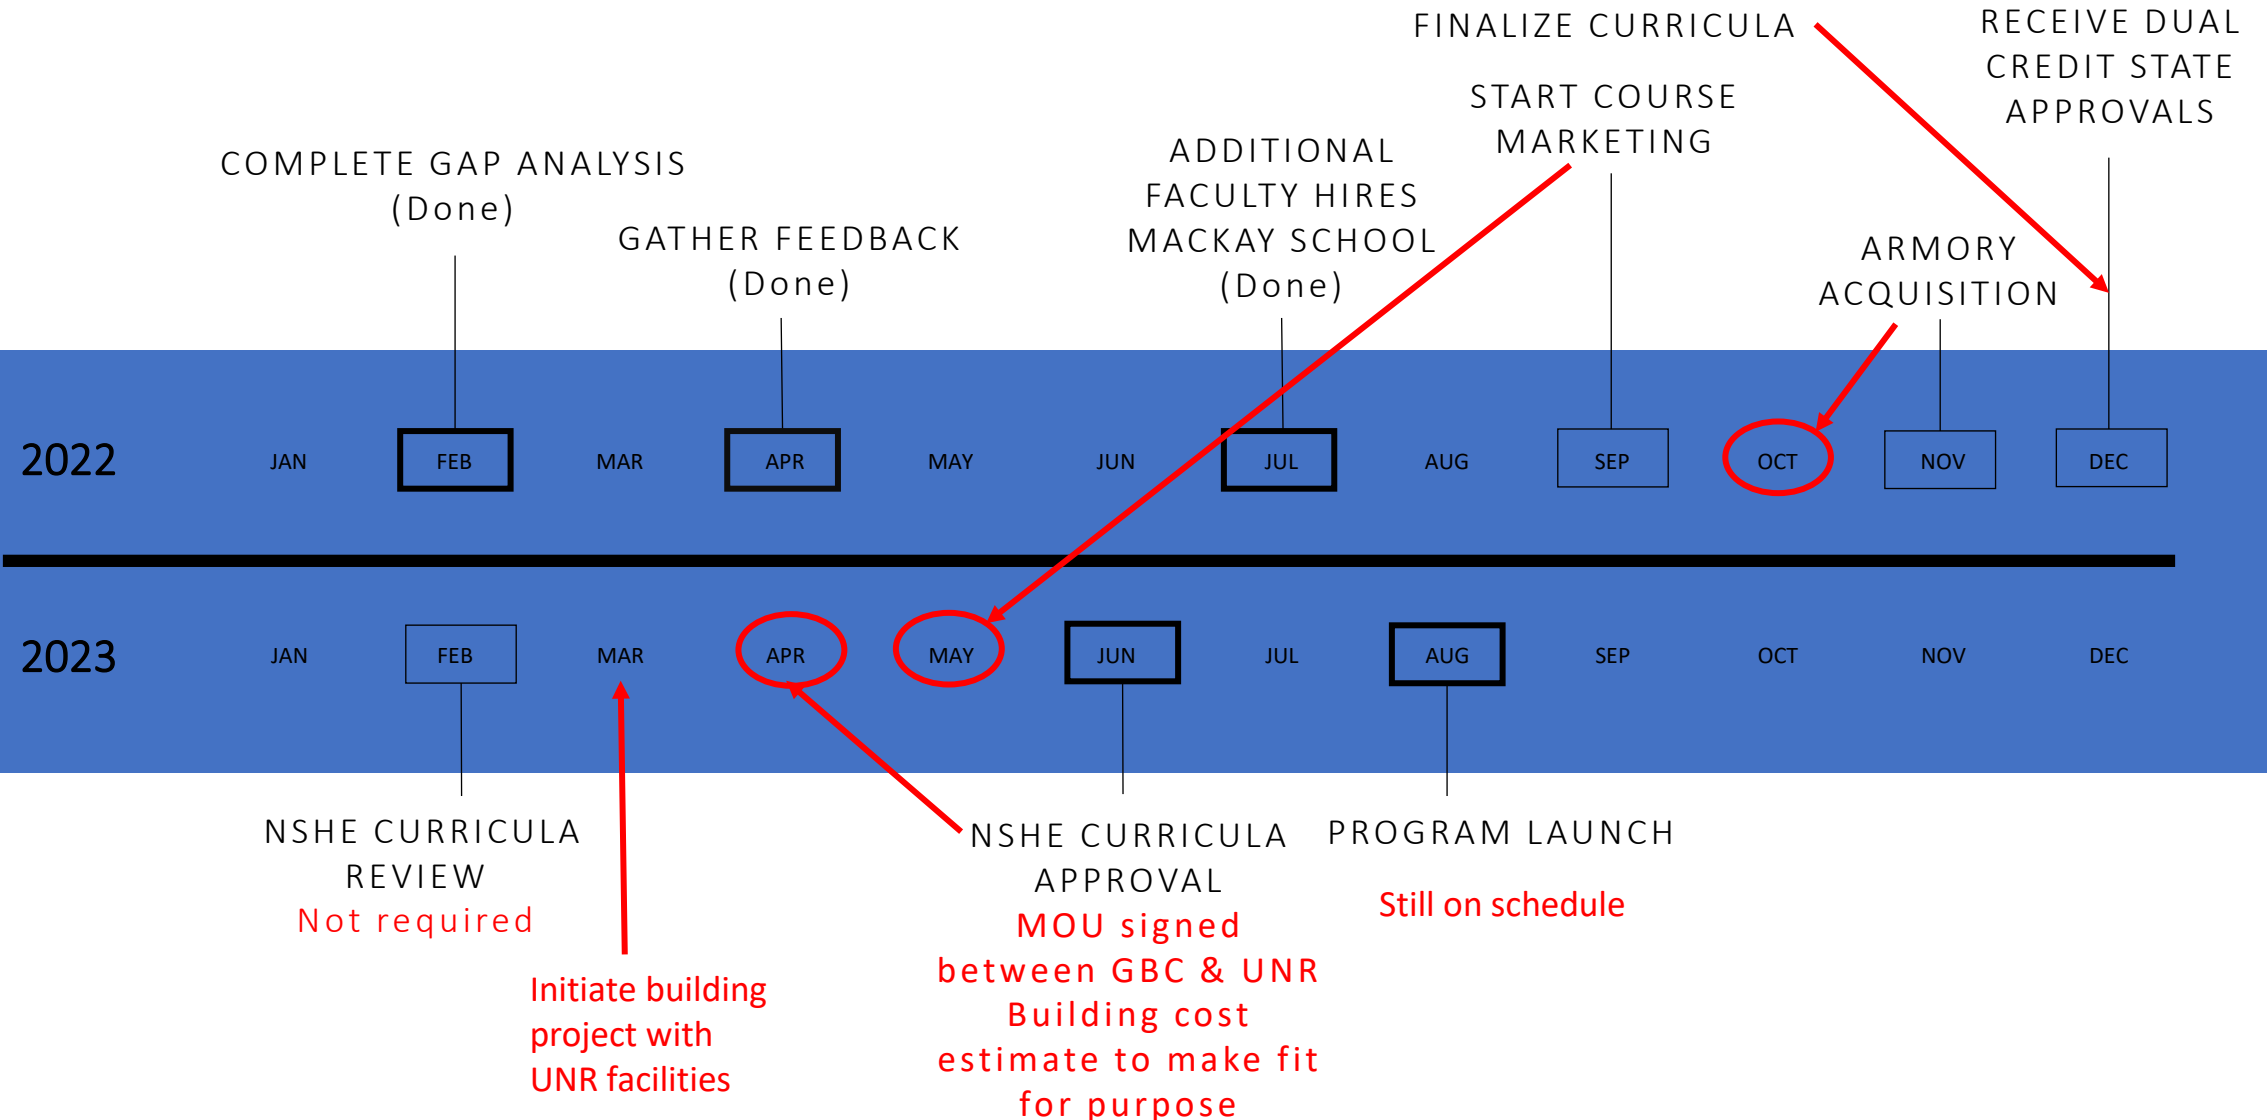 FINALIZE CURRICULA
START COURSE
MARKETING
RECEIVE DUAL
CREDIT STATE
APPROVALS
COMPLETE GAP ANALYSIS
(Done)
GATHER FEEDBACK
(Done)
ADDITIONAL
FACULTY HIRES
MACKAY SCHOOL
(Done)
ARMORY
ACQUISITION
2022 JAN FEB MAR APR MAY JUN JUL AUG SEP OCT NOV DEC
2023 JAN FEB MAR APR MAY JUN JUL AUG SEP OCT NOV DEC
NSHE CURRICULA
REVIEW
Not required
Initiate building
project with
UNR facilities
NSHE CURRICULA
APPROVAL
MOU signed
between GBC & UNR
Building cost
estimate to make fit
for purpose
PROGRAM LAUNCH
Still on schedule